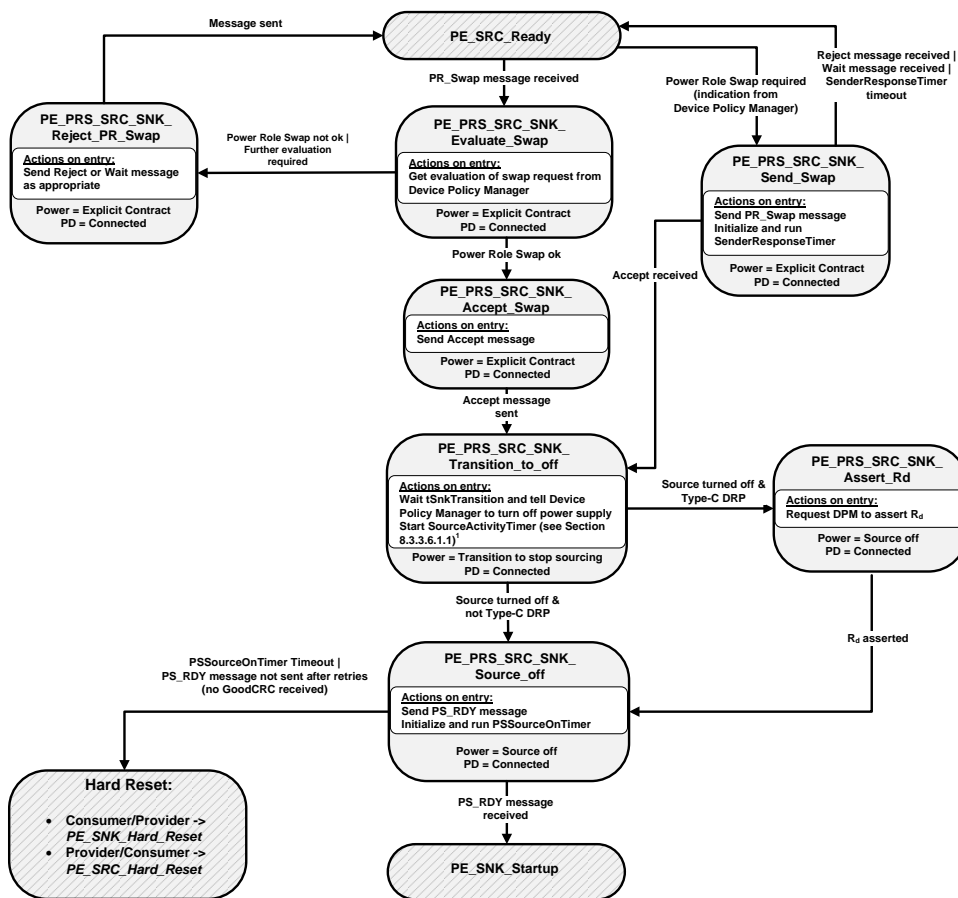 Message sent
PE_SRC_Ready
PR_Swap message received
Power Role Swap required
(indication from
Device Policy Manager)
Reject message received |
Wait message received |
SenderResponseTimer
timeout
PE_PRS_SRC_SNK_
Reject_PR_Swap
Actions on entry:
Send Reject or Wait message
as appropriate
Power = Explicit Contract
PD = Connected
Power Role Swap not ok |
Further evaluation
required
PE_PRS_SRC_SNK_
Evaluate_Swap
Actions on entry:
Get evaluation of swap request from
Device Policy Manager
Power = Explicit Contract
PD = Connected
PE_PRS_SRC_SNK_
Send_Swap
Actions on entry:
Send PR_Swap message
Initialize and run
SenderResponseTimer
Power = Explicit Contract
PD = Connected
Power Role Swap ok
Accept received
PE_PRS_SRC_SNK_
Accept_Swap
Actions on entry:
Send Accept message
Power = Explicit Contract
PD = Connected
Accept message
sent
PE_PRS_SRC_SNK_
Transition_to_off
Actions on entry:
Wait tSnkTransition and tell Device
Policy Manager to turn off power supply
Start SourceActivityTimer (see Section
8.3.3.6.1.1)¹
Power = Transition to stop sourcing
PD = Connected
Source turned off &
Type-C DRP
PE_PRS_SRC_SNK_
Assert_Rd
Actions on entry:
Request DPM to assert Rd
Power = Source off
PD = Connected
Source turned off &
not Type-C DRP
Rd asserted
PSSourceOnTimer Timeout |
PS_RDY message not sent after retries
(no GoodCRC received)
PE_PRS_SRC_SNK_
Source_off
Actions on entry:
Send PS_RDY message
Initialize and run PSSourceOnTimer
Power = Source off
PD = Connected
Hard Reset:
• Consumer/Provider ->
PE_SNK_Hard_Reset
• Provider/Consumer ->
PE_SRC_Hard_Reset
PS_RDY message
received
PE_SNK_Startup